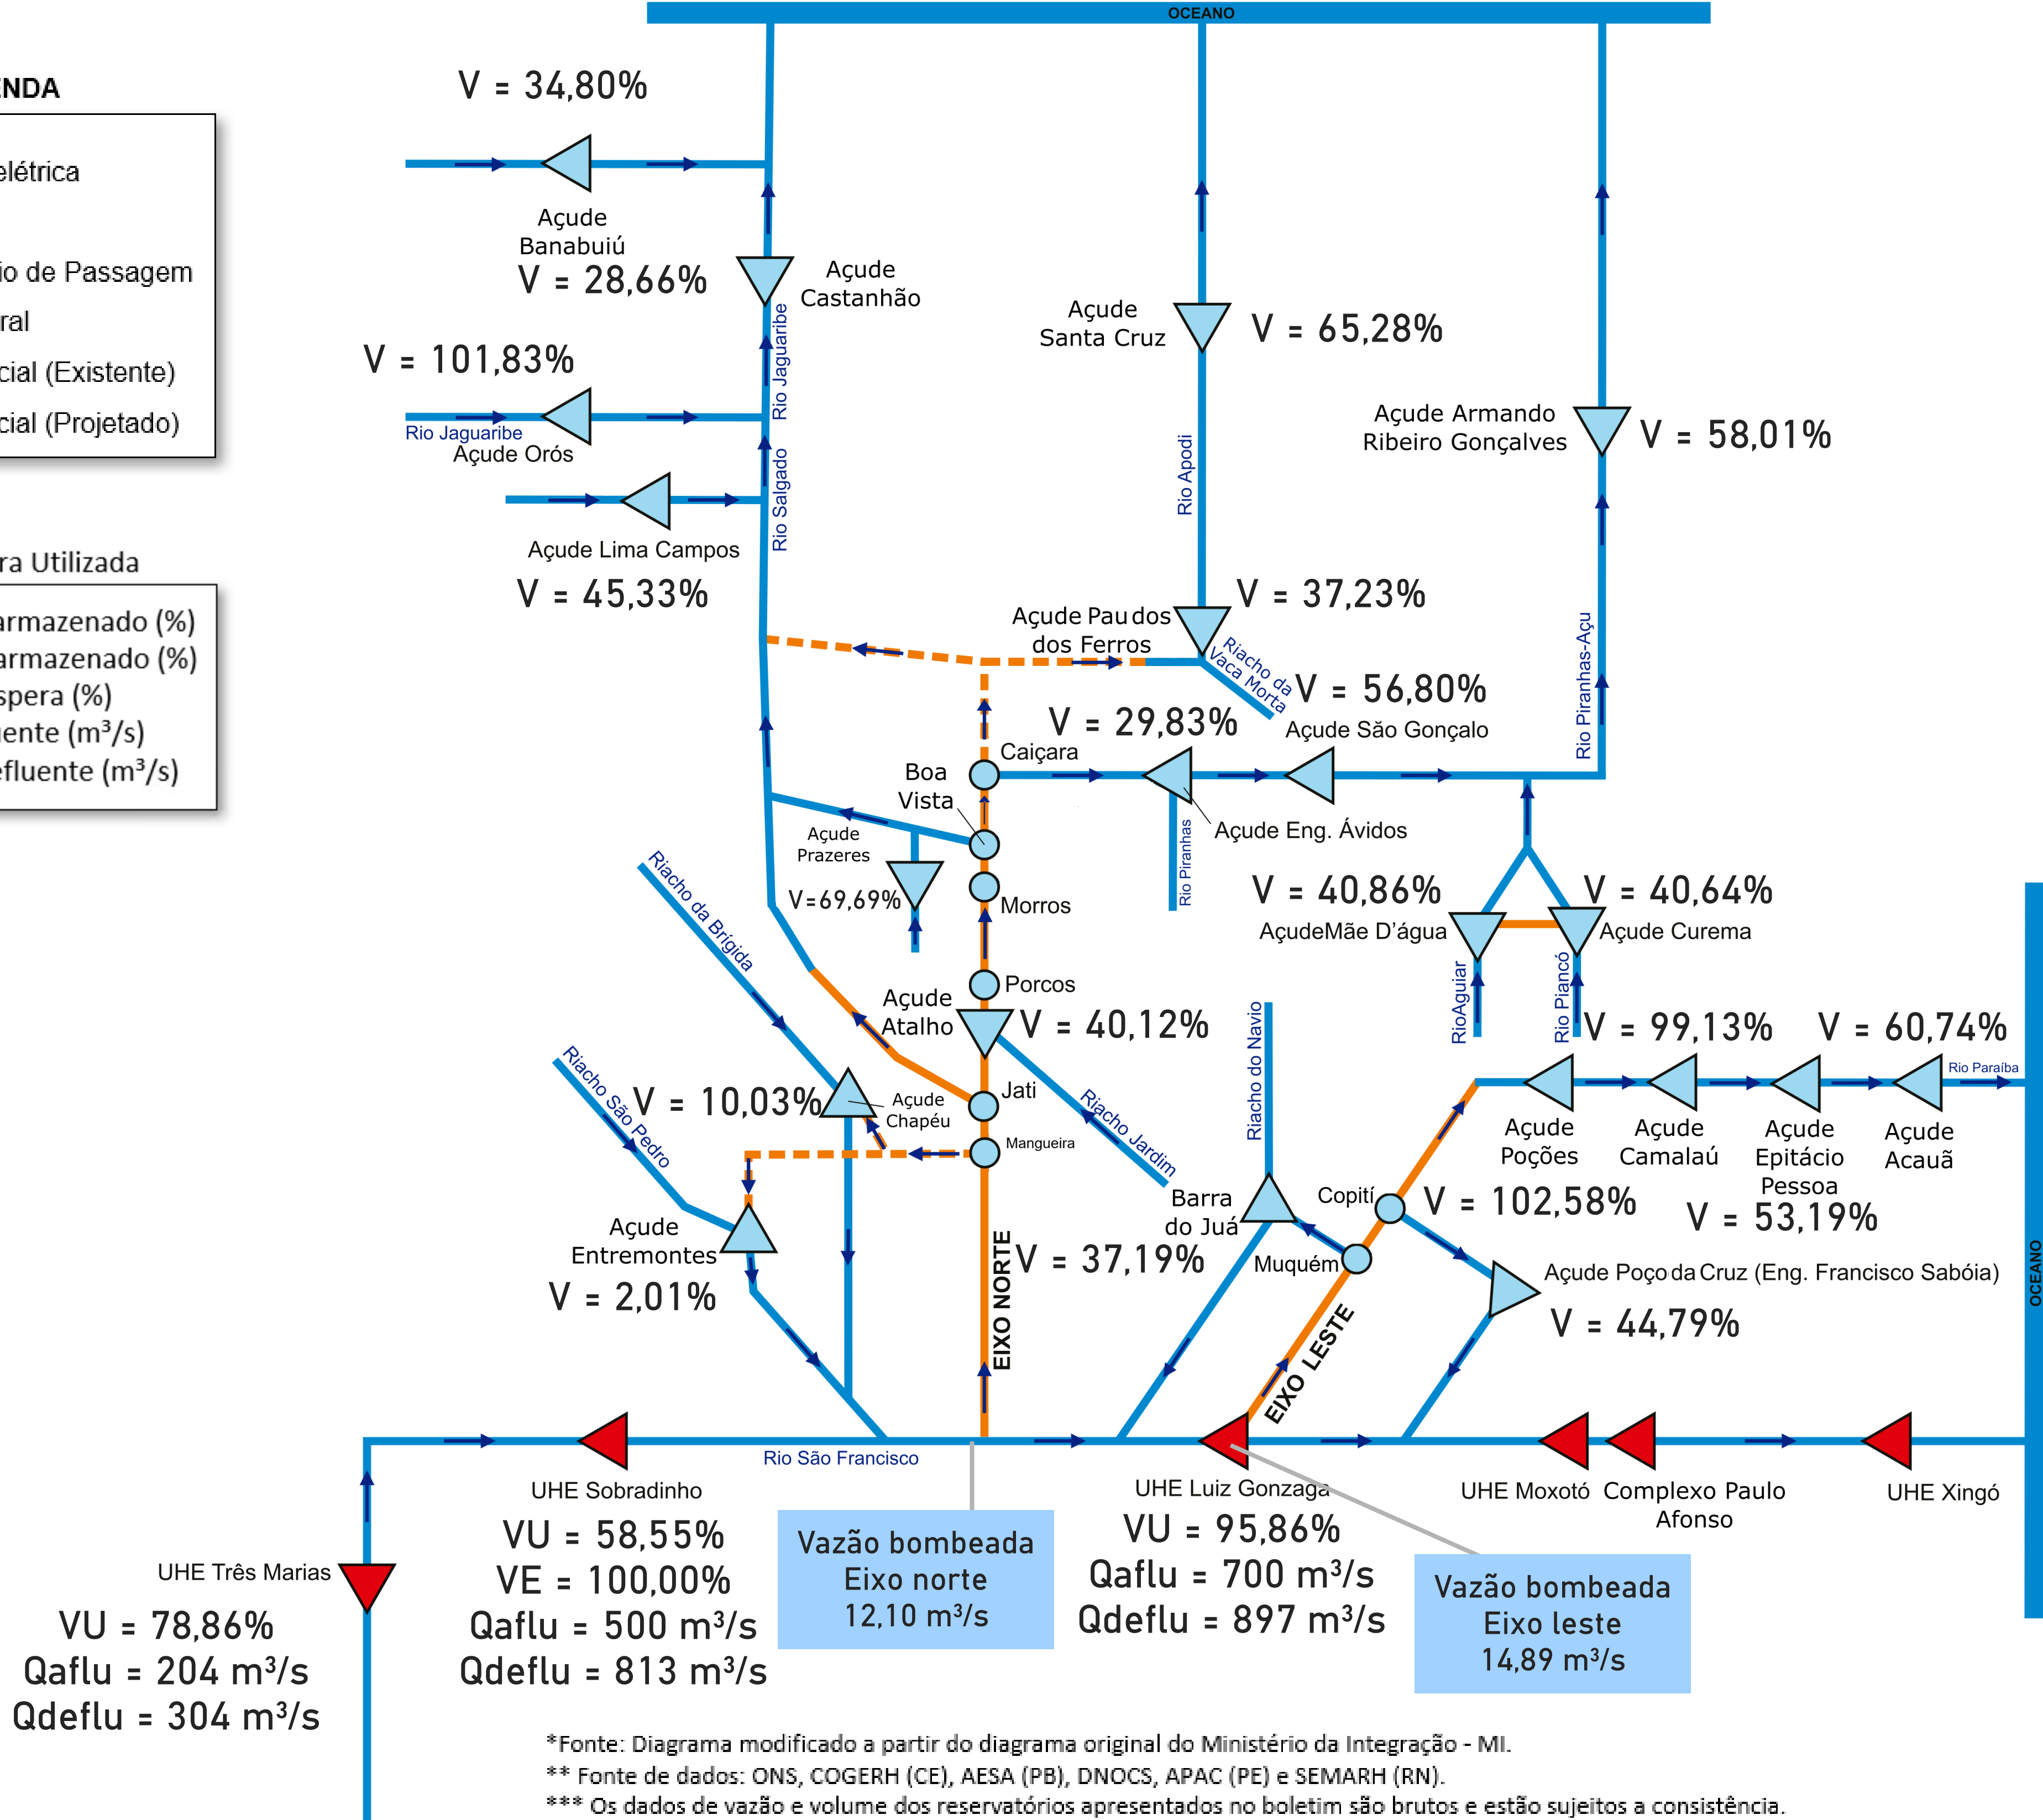 OCEANO
V = 34,80%
ENDA
elétrica
io de Passagem
ral
cial (Existente)
cial (Projetado)
Açude
Banabuiú
V = 28,66%
Açude
Castanhão
Rio Jaguaribe
V = 101,83%
Rio Jaguaribe
Açude Orós
Rio Salgado
Açude Lima Campos
V = 45,33%
Açude
Santa Cruz
V = 65,28%
Rio Apodi
Açude Armando
Ribeiro Gonçalves
V = 58,01%
Rio Piranhas-Açu
ra Utilizada
armazenado (%)
armazenado (%)
spera (%)
uente (m³/s)
efluente (m³/s)
Açude Pau dos
dos Ferros
V = 37,23%
Riacho da
Vaca Morta
V = 56,80%
Açude São Gonçalo
V = 29,83%
Caiçara
Boa
Vista
Açude Eng. Ávidos
Rio Piranhas
Açude
Prazeres
V=69,69%
Morros
Riacho da Brígida
V = 40,86%
AçudeMãe D'água
V = 40,64%
Açude Curema
RioAguiar
Rio Piancó
Porcos
Açude
Atalho
V = 40,12%
Riacho São Pedro
V = 10,03%
Açude
Chapéu
Jati
Mangueira
Riacho Jardim
Riacho do Navio
V = 99,13%
V = 60,74%
Rio Paraíba
Açude
Poções
Açude
Camalaú
Açude
Epitácio
Pessoa
Açude
Acauã
V = 102,58%
V = 53,19%
Barra
do Juá
Copití
Muquém
Açude
Entremontes
V = 2,01%
EIXO NORTE
V = 37,19%
EIXO LESTE
Açude Poço da Cruz (Eng. Francisco Sabóia)
V = 44,79%
OCEANO
Rio São Francisco
UHE Sobradinho
VU = 58,55%
VE = 100,00%
Qaflu = 500 m³/s
Qdeflu = 813 m³/s
Vazão bombeada
Eixo norte
12,10 m³/s
UHE Luiz Gonzaga
VU = 95,86%
Qaflu = 700 m³/s
Qdeflu = 897 m³/s
Vazão bombeada
Eixo leste
14,89 m³/s
UHE Moxotó
Complexo Paulo
Afonso
UHE Xingó
UHE Três Marias
VU = 78,86%
Qaflu = 204 m³/s
Qdeflu = 304 m³/s
*Fonte: Diagrama modificado a partir do diagrama original do Ministério da Integração - MI.
** Fonte de dados: ONS, COGERH (CE), AESA (PB), DNOCS, APAC (PE) e SEMARH (RN).
*** Os dados de vazão e volume dos reservatórios apresentados no boletim são brutos e estão sujeitos a consistência.